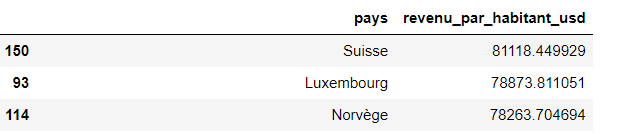 pays revenu_par_habitant_usd
150 Suisse 81118.449929
93 Luxembourg 78873.811051
114 Norvège 78263.704694